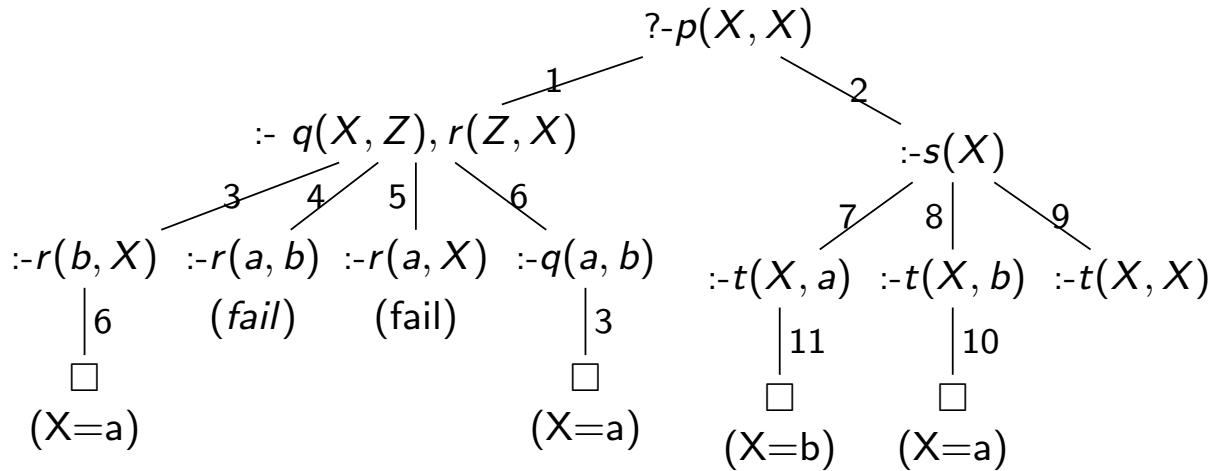 ?-p(X, X)
1 2
:- q(X, Z), r(Z, X)
:-s(X)
3 4 5 6 7 8 9
:-r(b, X) :-r(a, b) :-r(a, X) :-q(a, b) :-t(X, a) :-t(X, b) :-t(X, X)
(fail) (fail)
6 3 11 10
□ □ □ □
(X=a) (X=a) (X=b) (X=a)